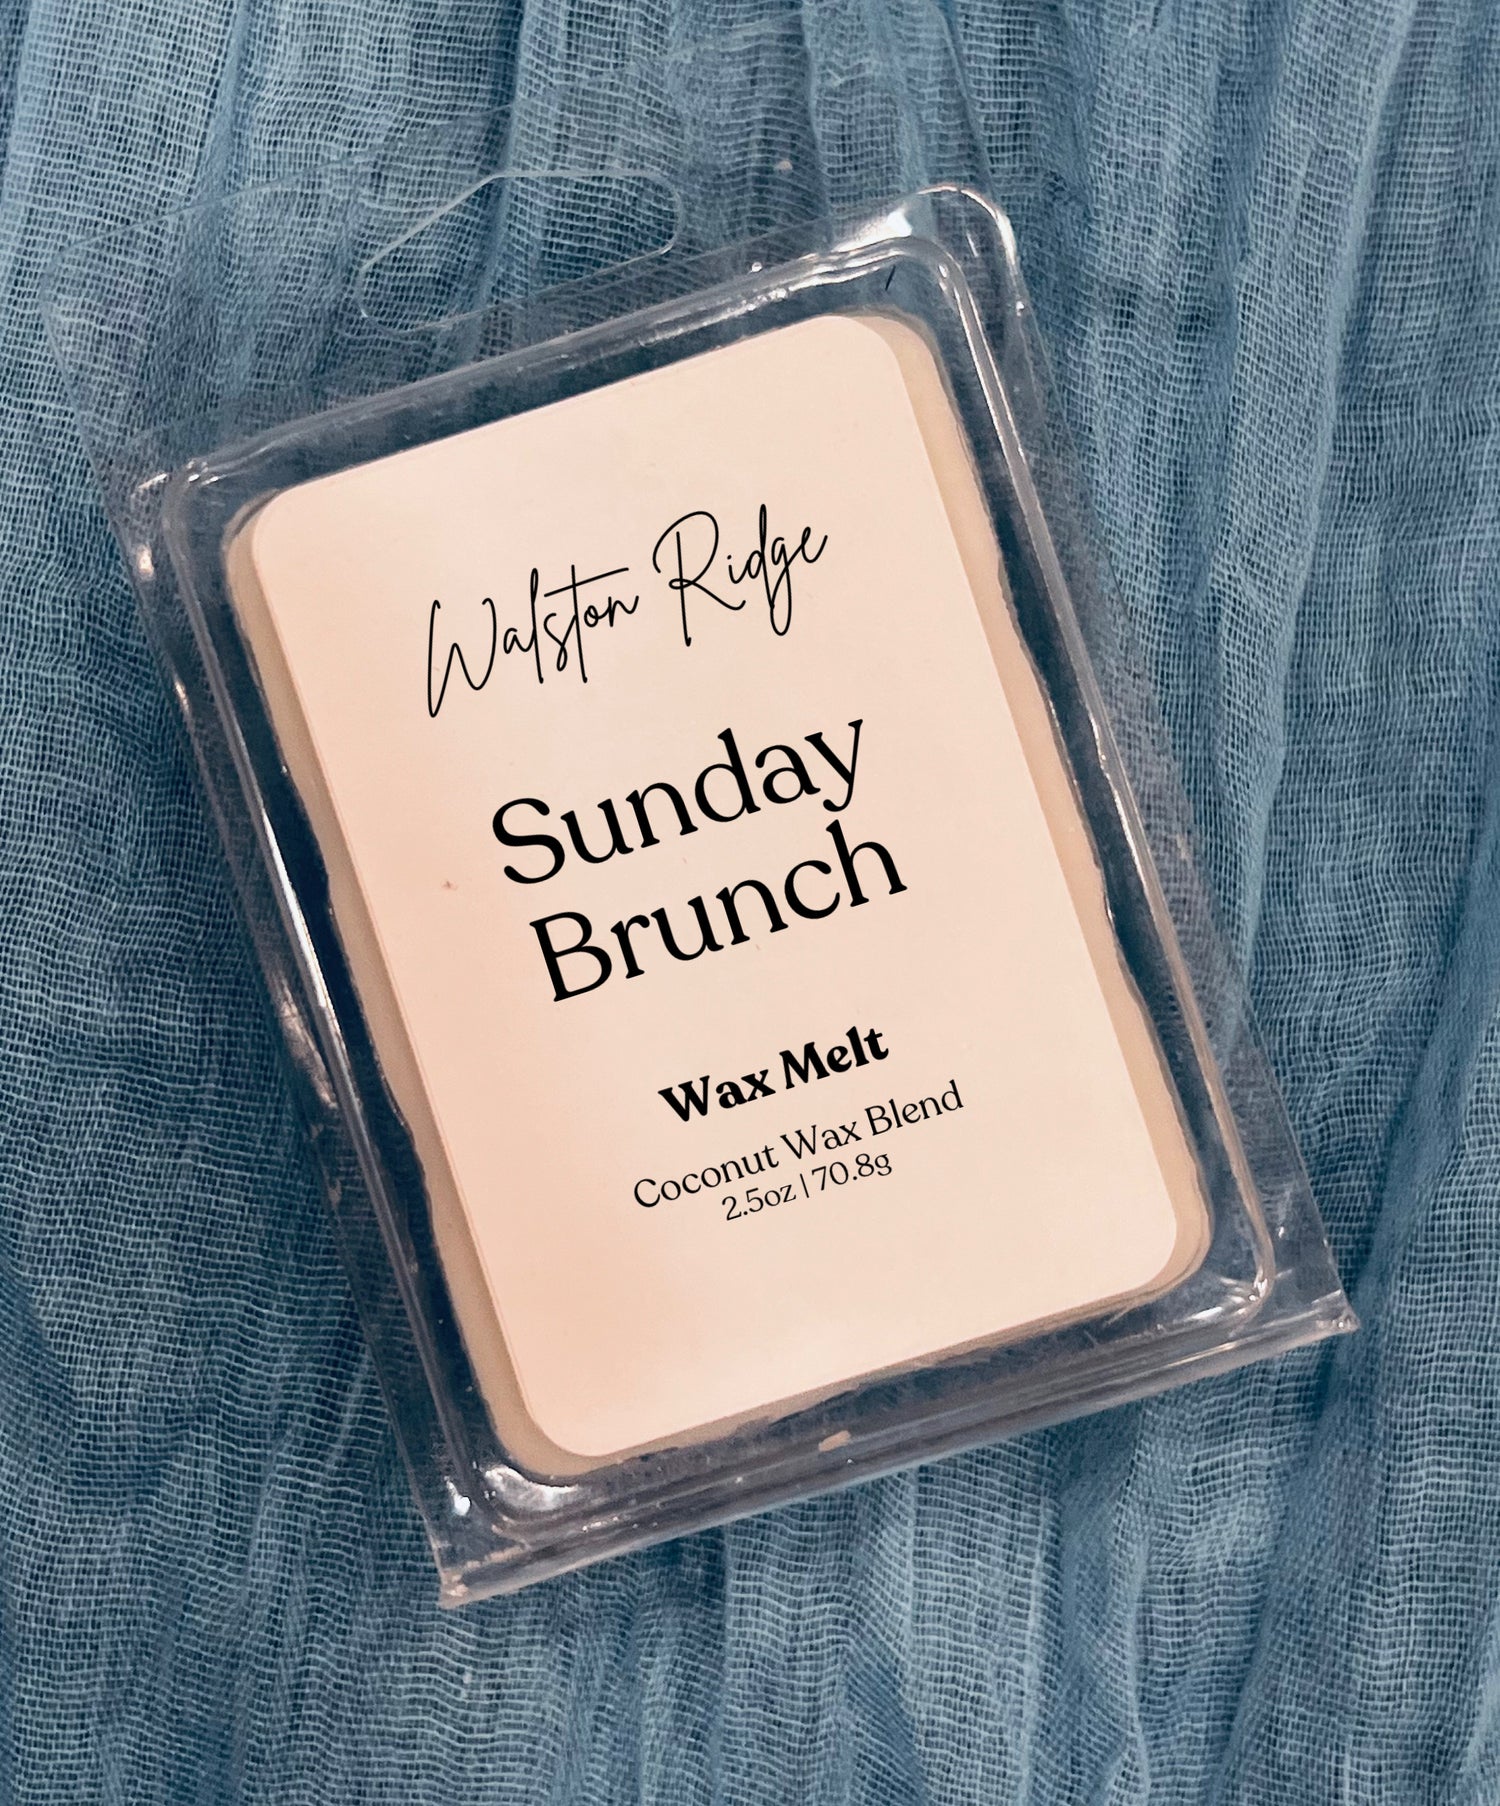 Walston Ridge
Sunday
Brunch
Wax Melt
Coconut Wax Blend
2.5oz | 70.8g